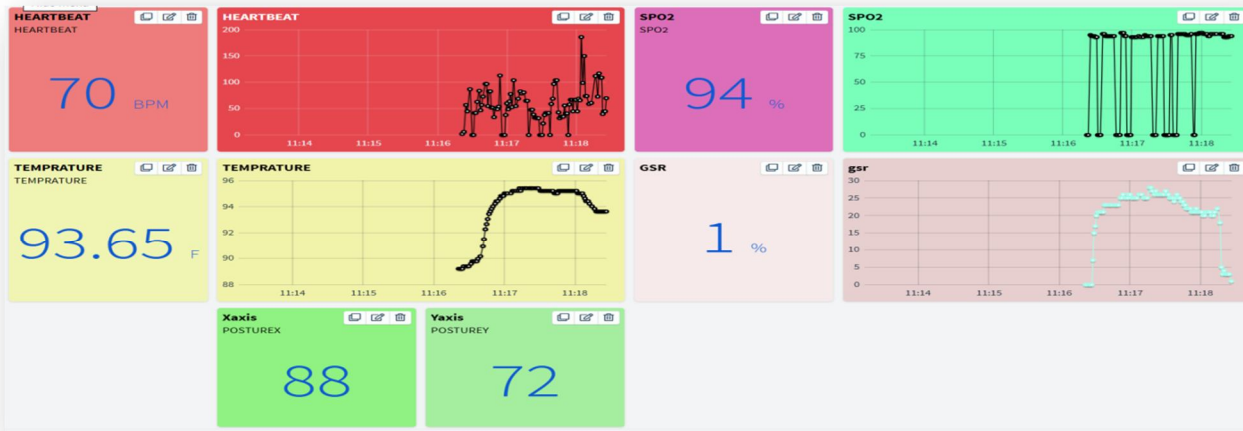 HEARTBEAT
HEARTBEAT
70 BPM
HEARTBEAT
200
150
100
50
0
11:14 11:15 11:16 11:17 11:18
SPO2
SPO2
94 %
SPO2
100
75
50
25
0
11:14 11:15 11:16 11:17 11:18
TEMPRATURE
TEMPRATURE
93.65 F
TEMPRATURE
96
94
92
90
88
11:14 11:15 11:16 11:17 11:18
GSR
1 %
gsr
30
25
20
15
10
5
0
11:14 11:15 11:16 11:17 11:18
Xaxis
POSTUREX
88
Yaxis
POSTUREY
72